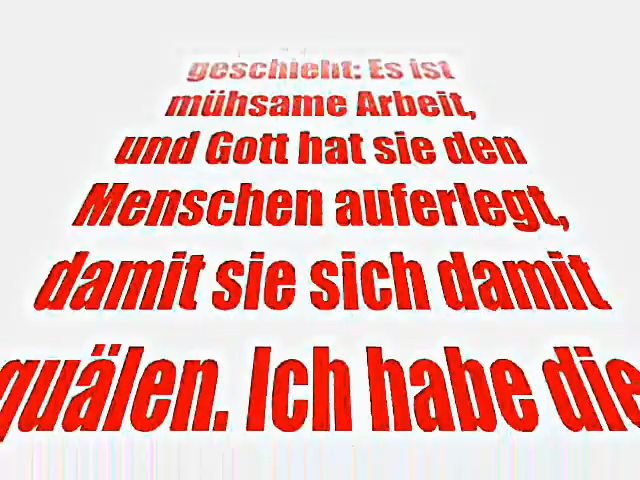 geschieht: Es ist
mühsame Arbeit,
und Gott hat sie den
Menschen auferlegt,
damit sie sich damit
quälen. Ich habe die